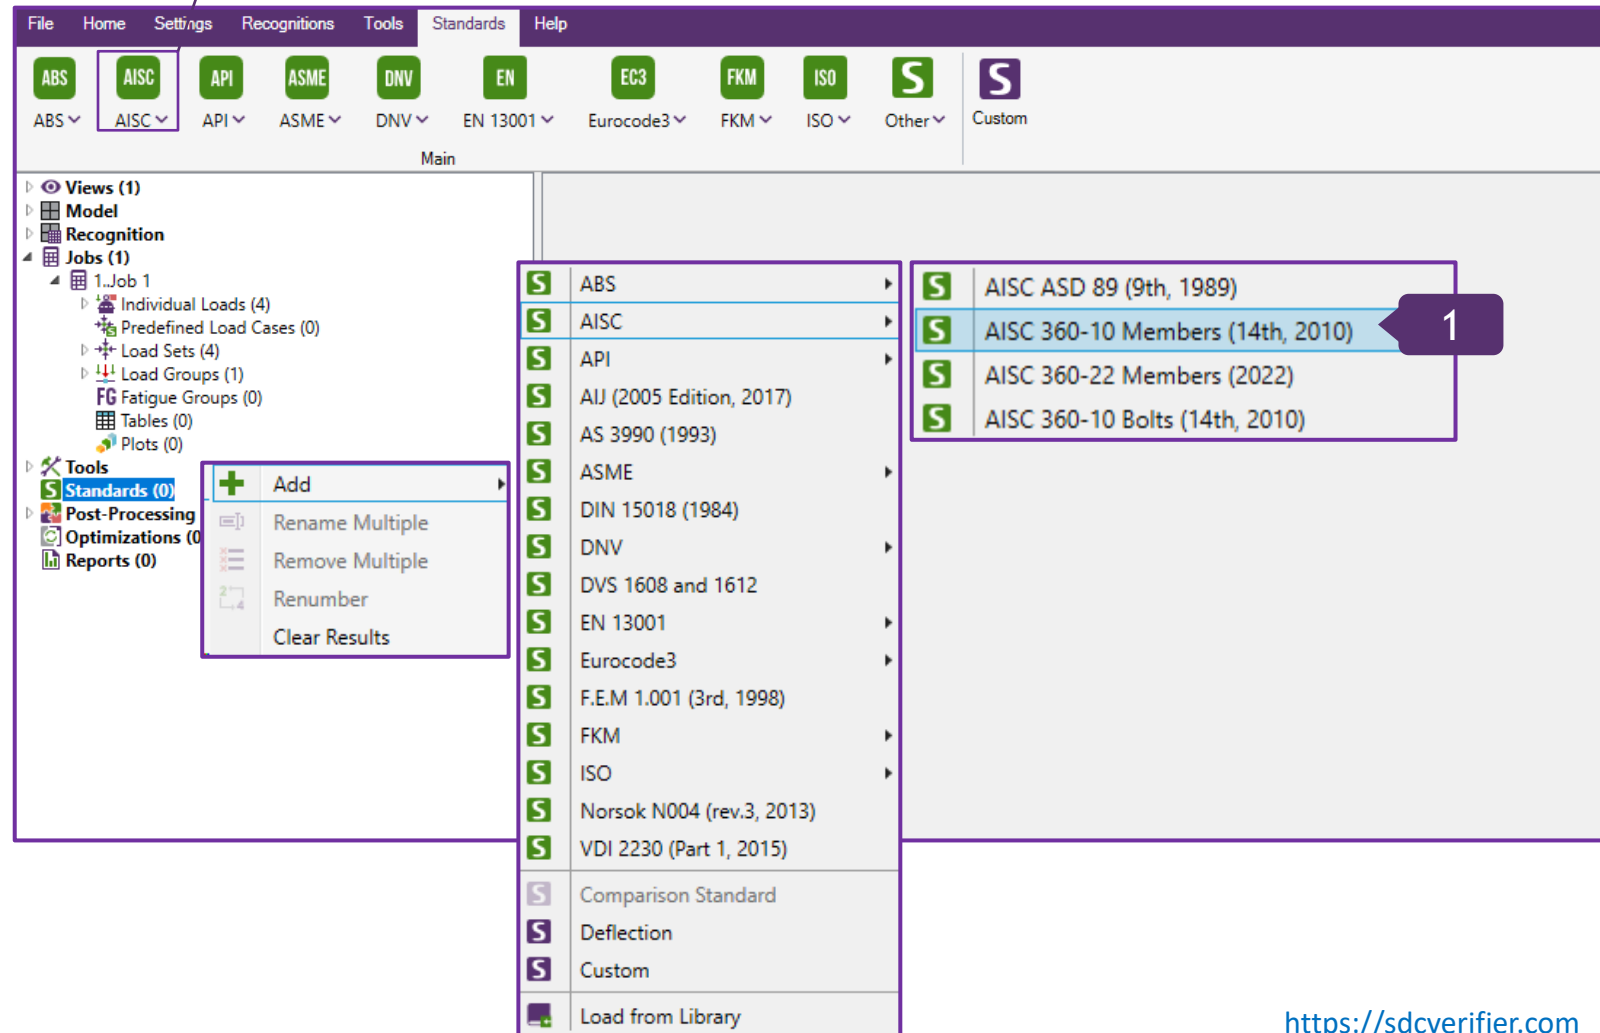 File Home Settings Recognitions Tools Standards Help
ABS AISC API ASME DNV EN EC3 FKM ISO S S
ABS AISC API ASME DNV EN 13001 Eurocode3 FKM ISO Other Custom
Main
Views (1)
Model
Recognition
Jobs (1)
1..Job 1
Individual Loads (4)
Predefined Load Cases (0)
Load Sets (4)
Load Groups (1)
FG Fatigue Groups (0)
Tables (0)
Plots (0)
Tools
S Standards (0)
Post-Processing
Optimizations (0
Reports (0)
Add
Rename Multiple
Remove Multiple
Renumber
Clear Results
S ABS
S AISC
S API
S AIJ (2005 Edition, 2017)
S AS 3990 (1993)
S ASME
S DIN 15018 (1984)
S DNV
S DVS 1608 and 1612
S EN 13001
S Eurocode3
S F.E.M 1.001 (3rd, 1998)
S FKM
S ISO
S Norsok N004 (rev.3, 2013)
S VDI 2230 (Part 1, 2015)
S Comparison Standard
S Deflection
S Custom
Load from Library
S AISC ASD 89 (9th, 1989)
S AISC 360-10 Members (14th, 2010) 1
S AISC 360-22 Members (2022)
S AISC 360-10 Bolts (14th, 2010)
https://sdcverifier.com